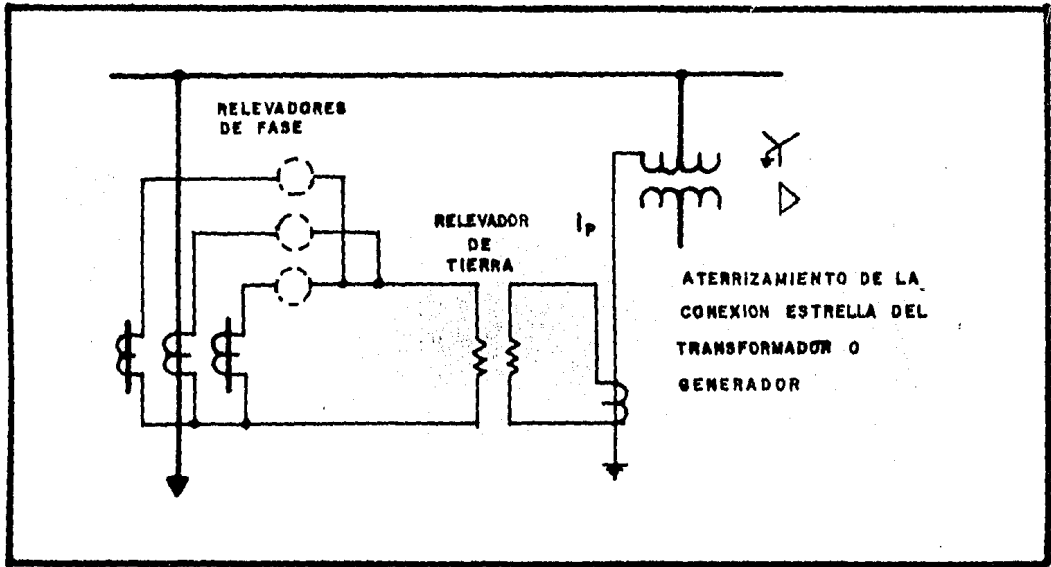 RELEVADORES
DE FASE
RELEVADOR
DE
TIERRA
Ip
ATERRIZAMIENTO DE LA
CONEXION ESTRELLA DEL
TRANSFORMADOR O
GENERADOR